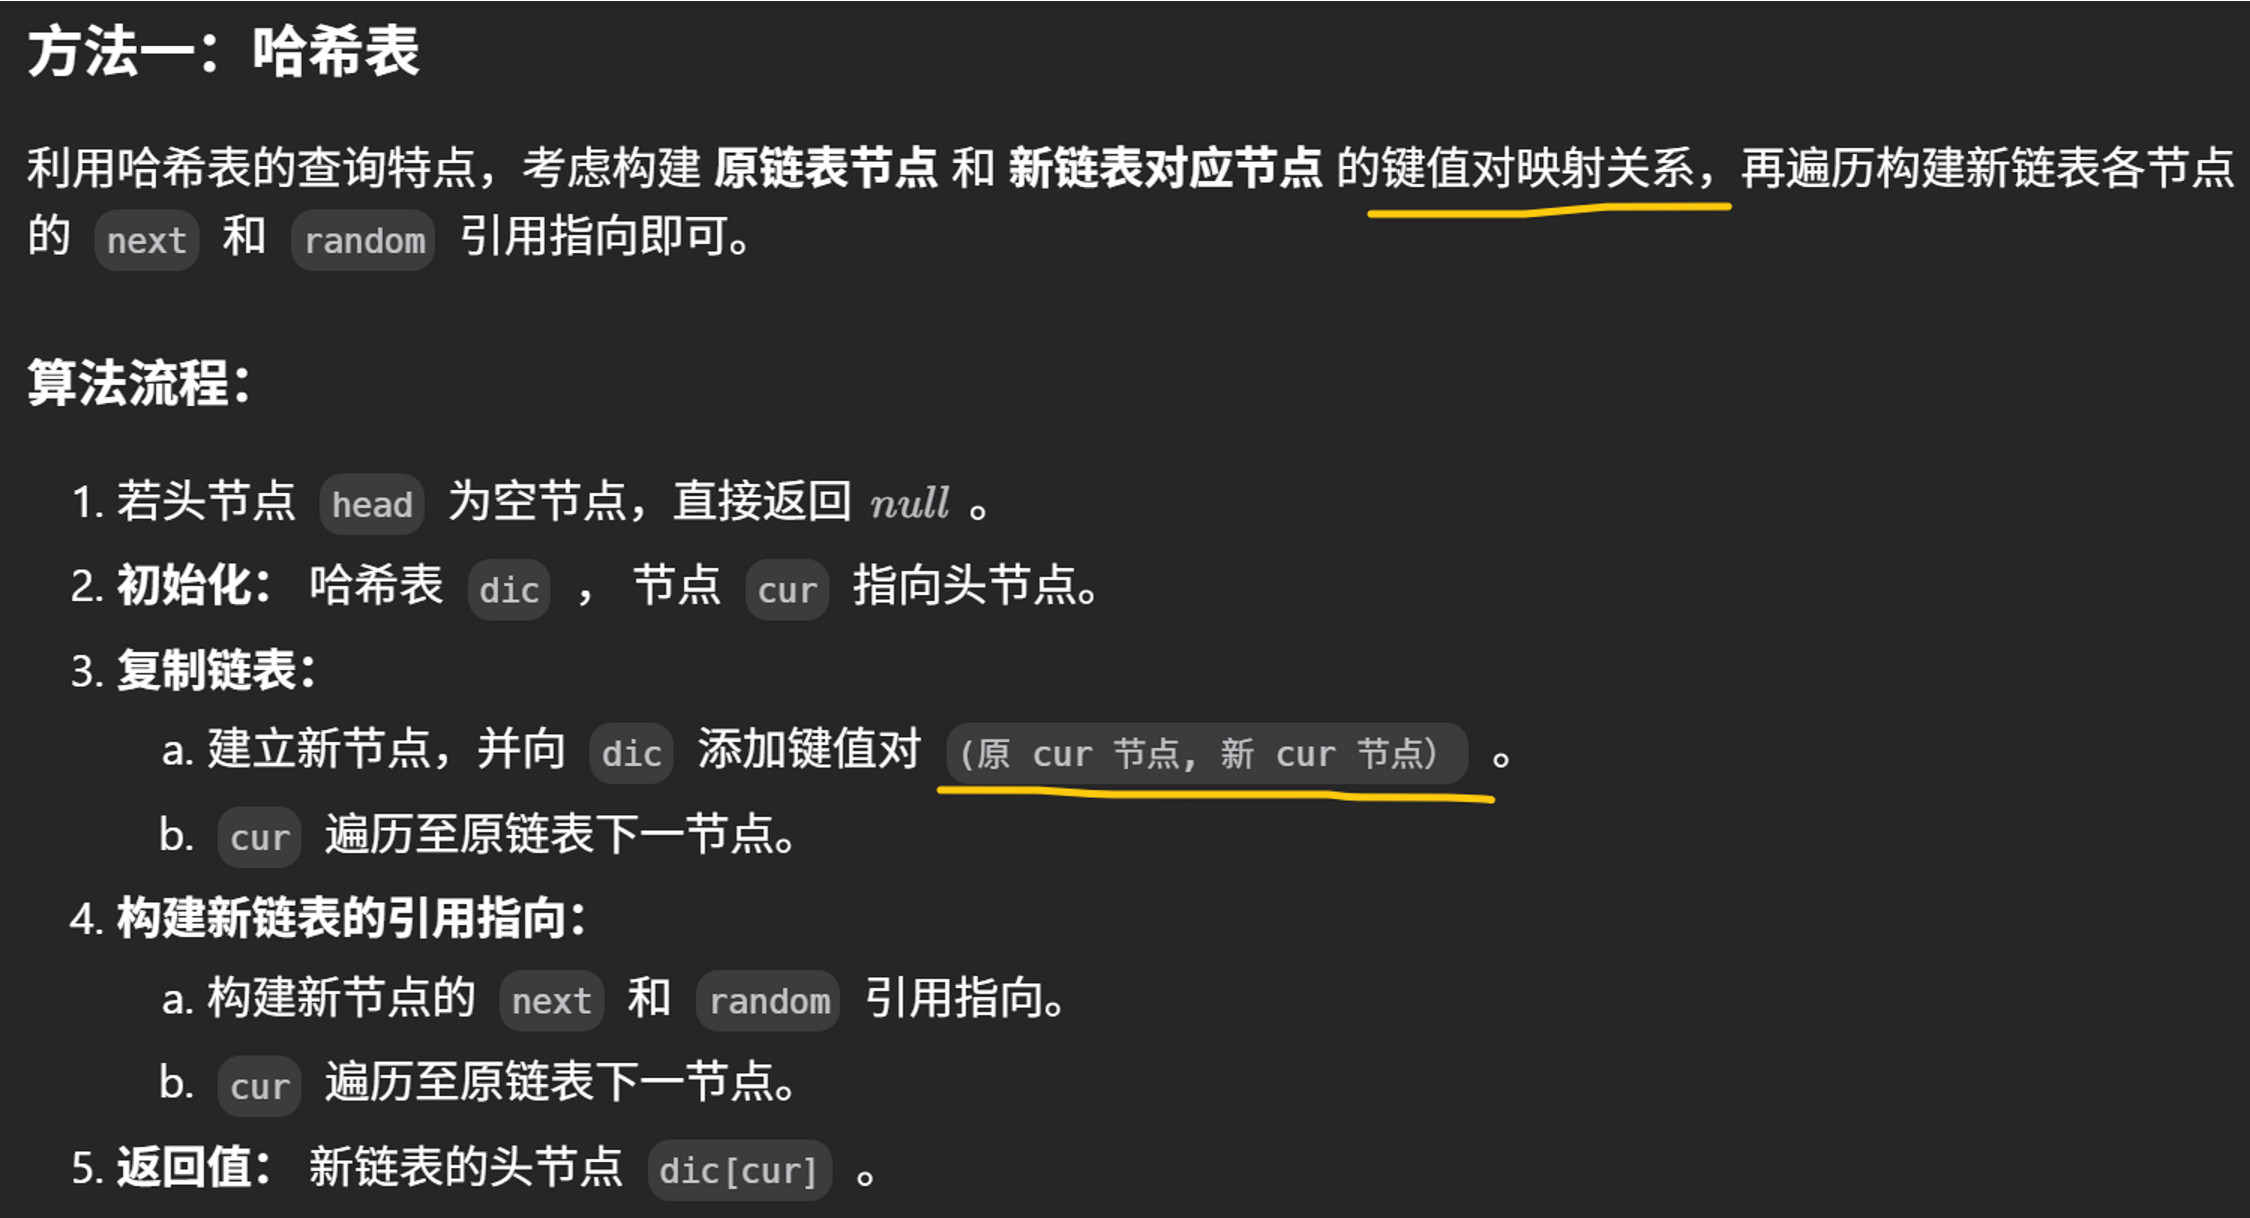 方法一：哈希表
利用哈希表的查询特点，考虑构建 原链表节点 和 新链表对应节点 的键值对映射关系，再遍历构建新链表各节点
的 next 和 random 引用指向即可。
算法流程：
1. 若头节点 head 为空节点，直接返回 null 。
2. 初始化： 哈希表 dic ， 节点 cur 指向头节点。
3. 复制链表：
a. 建立新节点，并向 dic 添加键值对 (原 cur 节点, 新 cur 节点） 。
b. cur 遍历至原链表下一节点。
4. 构建新链表的引用指向：
a. 构建新节点的 next 和 random 引用指向。
b. cur 遍历至原链表下一节点。
5. 返回值： 新链表的头节点 dic[cur] 。